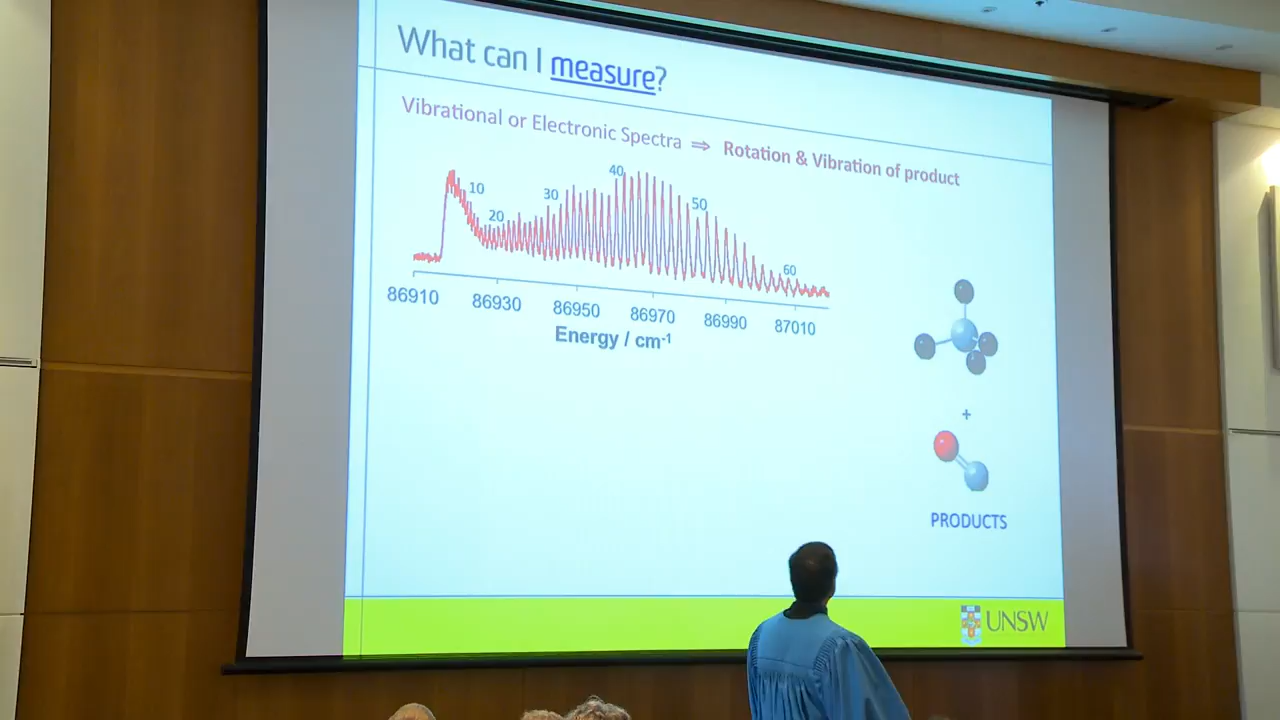 What can I measure?
Vibrational or Electronic Spectra ⇒ Rotation & Vibration of product
10
20
30
40
50
60
86910 86930 86950 86970 86990 87010
Energy / cm-1
+
PRODUCTS
UNSW